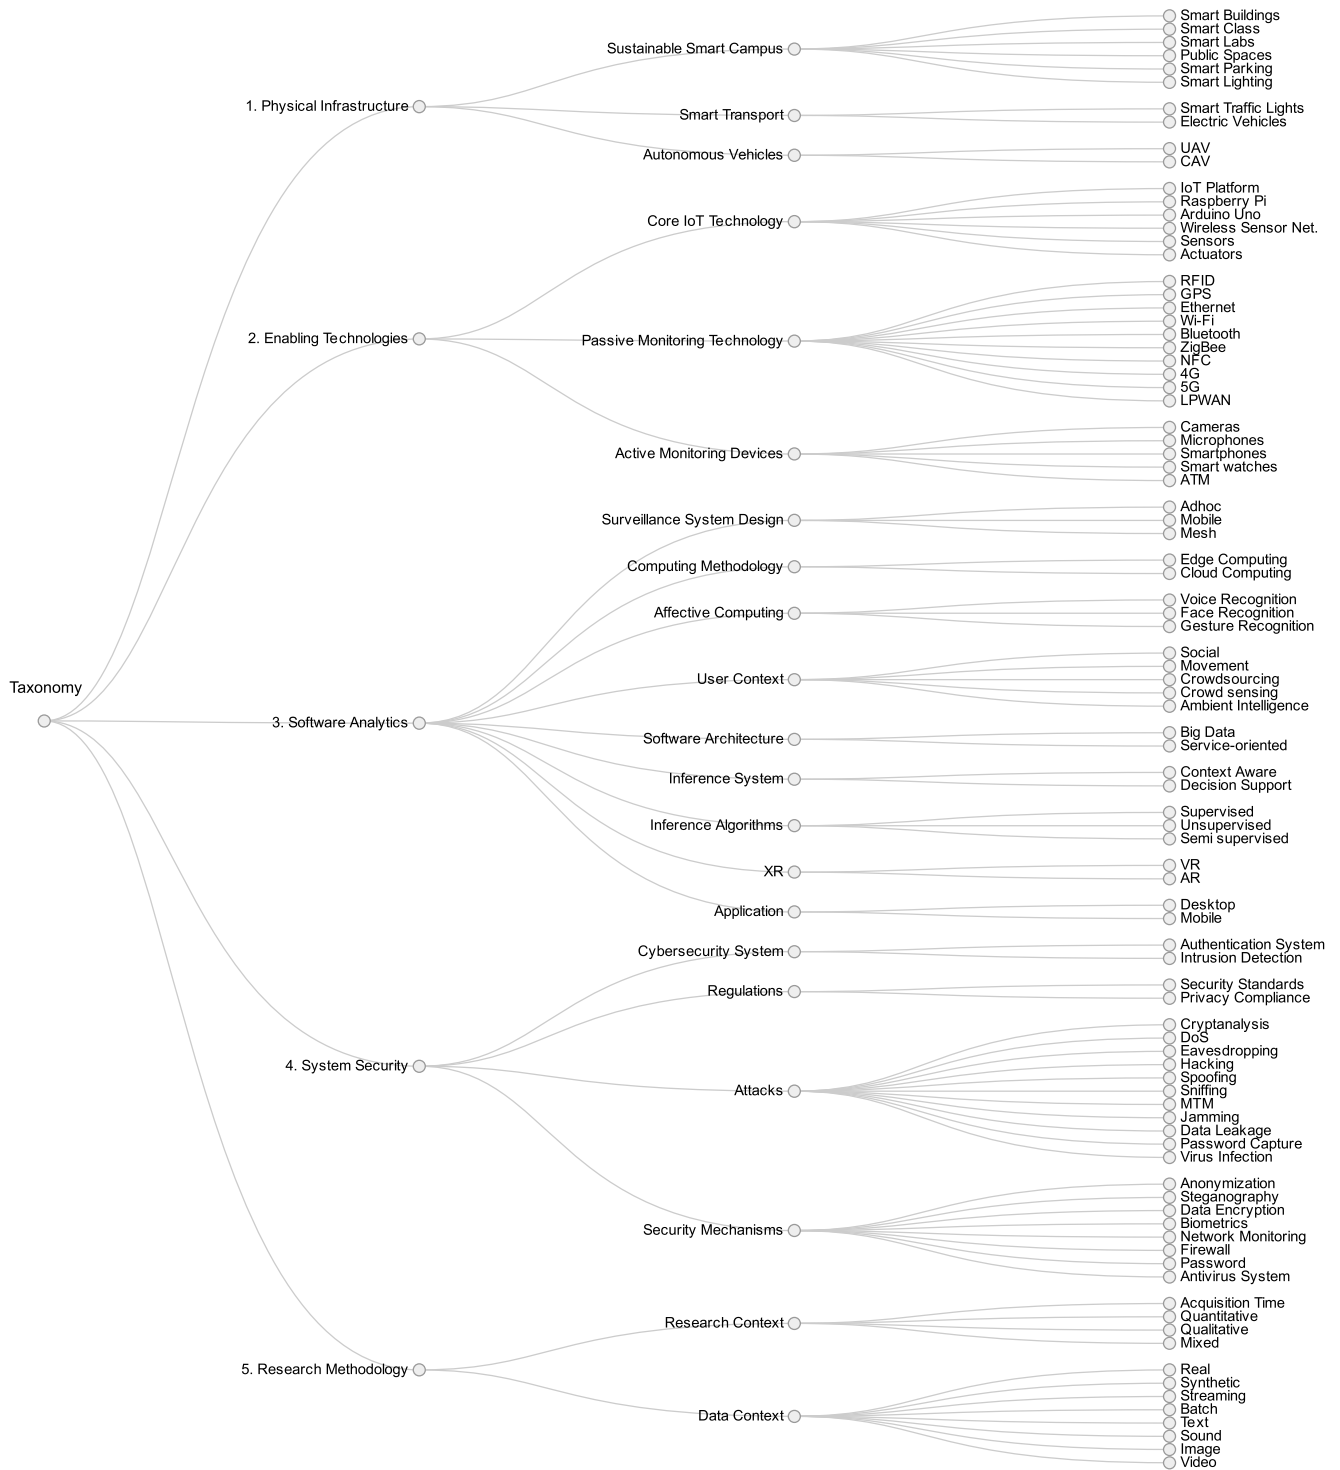 Taxonomy
1. Physical Infrastructure
Sustainable Smart Campus
Smart Buildings
Smart Class
Smart Labs
Public Spaces
Smart Parking
Smart Lighting
Smart Transport
Smart Traffic Lights
Electric Vehicles
Autonomous Vehicles
UAV
CAV
2. Enabling Technologies
Core IoT Technology
IoT Platform
Raspberry Pi
Arduino Uno
Wireless Sensor Net.
Sensors
Actuators
Passive Monitoring Technology
RFID
GPS
Ethernet
Wi-Fi
Bluetooth
ZigBee
NFC
4G
5G
LPWAN
Active Monitoring Devices
Cameras
Microphones
Smartphones
Smart watches
ATM
3. Software Analytics
Surveillance System Design
Adhoc
Mobile
Mesh
Computing Methodology
Edge Computing
Cloud Computing
Affective Computing
Voice Recognition
Face Recognition
Gesture Recognition
User Context
Social
Movement
Crowdsourcing
Crowd sensing
Ambient Intelligence
Software Architecture
Big Data
Service-oriented
Inference System
Context Aware
Decision Support
Inference Algorithms
Supervised
Unsupervised
Semi supervised
XR
VR
AR
Application
Desktop
Mobile
4. System Security
Cybersecurity System
Authentication System
Intrusion Detection
Regulations
Security Standards
Privacy Compliance
Attacks
Cryptanalysis
DoS
Eavesdropping
Hacking
Spoofing
Sniffing
MTM
Jamming
Data Leakage
Password Capture
Virus Infection
Security Mechanisms
Anonymization
Steganography
Data Encryption
Biometrics
Network Monitoring
Firewall
Password
Antivirus System
5. Research Methodology
Research Context
Acquisition Time
Quantitative
Qualitative
Mixed
Data Context
Real
Synthetic
Streaming
Batch
Text
Sound
Image
Video